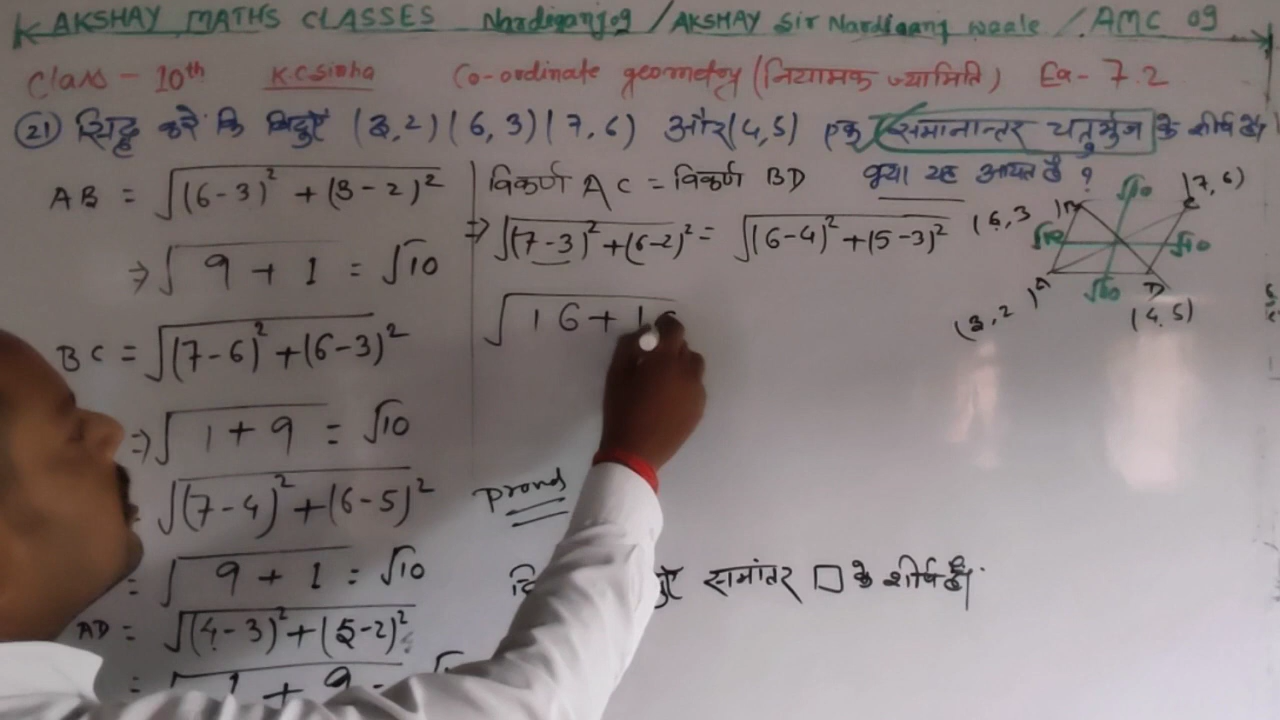 AKSHAY MATHS CLASSES Nardiganj 09 / AKSHAY Sir Nardiganj waale / AMC 09
Class - 10th K.C.Sinha Co-ordinate geometry (नियामक ज्यामिति) Ex- 7.2
21) सिद्ध करें कि बिंदुएँ (3,2) (6,3) (7,6) और (4,5) एक समानान्तर चतुर्भुज के शीर्ष हैं।
क्या यह आयत है ?
AB = √(6-3)² + (3-2)²
⇒ √9 + 1 = √10
BC = √(7-6)² + (6-3)²
⇒ √1 + 9 = √10
√(7-4)² + (6-5)²
= √9 + 1 = √10
AD = √(4-3)² + (5-2)²
= √1 + 9 =
विकर्ण AC = विकर्ण BD
⇒ √(7-3)² + (6-2)² = √(6-4)² + (5-3)²
√16 + 1
Proved
समांतर □ के शीर्ष है।
√10 (7,6)
(6,3) B C
√10 √10
A D
(3,2) √10 (4,5)